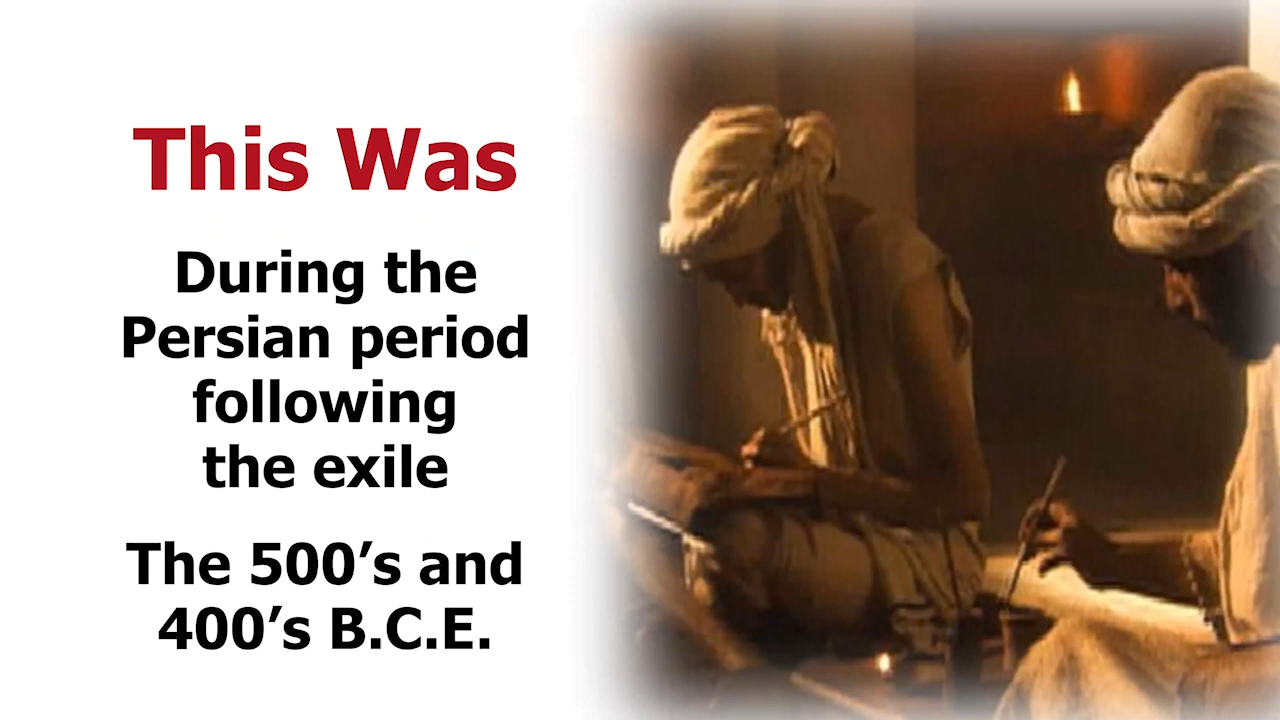 This Was
During the
Persian period
following
the exile
The 500’s and
400’s B.C.E.